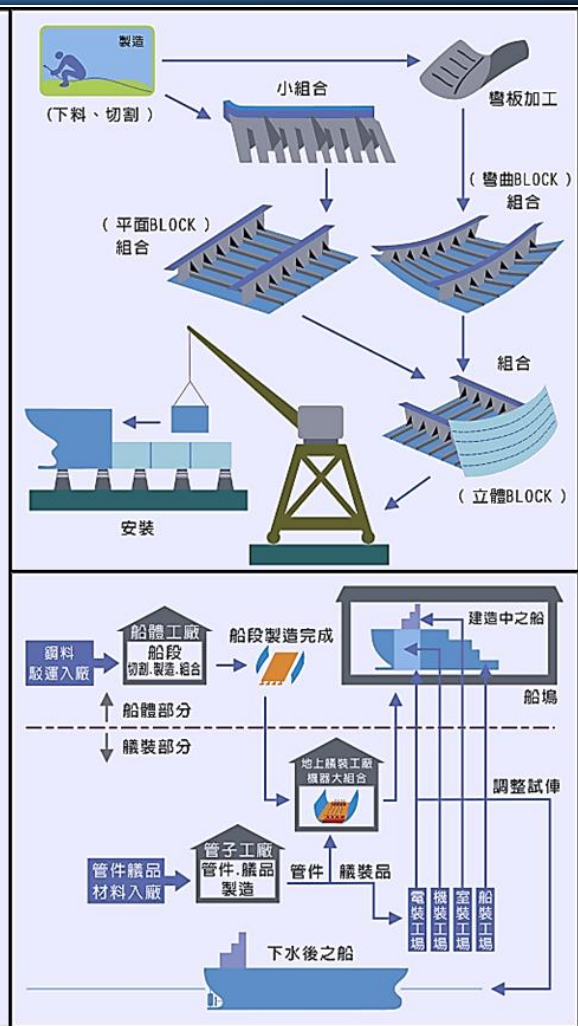 製造
(下料、切割)
小組合
彎板加工
(平面BLOCK)
組合
(彎曲BLOCK)
組合
組合
(立體BLOCK)
安裝
鋼料
駁運入廠
船體工廠
船段
切割.製造.組合
船段製造完成
建造中之船
船塢
船體部分
艤裝部分
地上艤裝工廠
機器大組合
調整試俥
管件艤品
材料入廠
管子工廠
管件.艤品
製造
管件
艤裝品
電裝工場
機裝工場
室裝工場
船裝工場
下水後之船